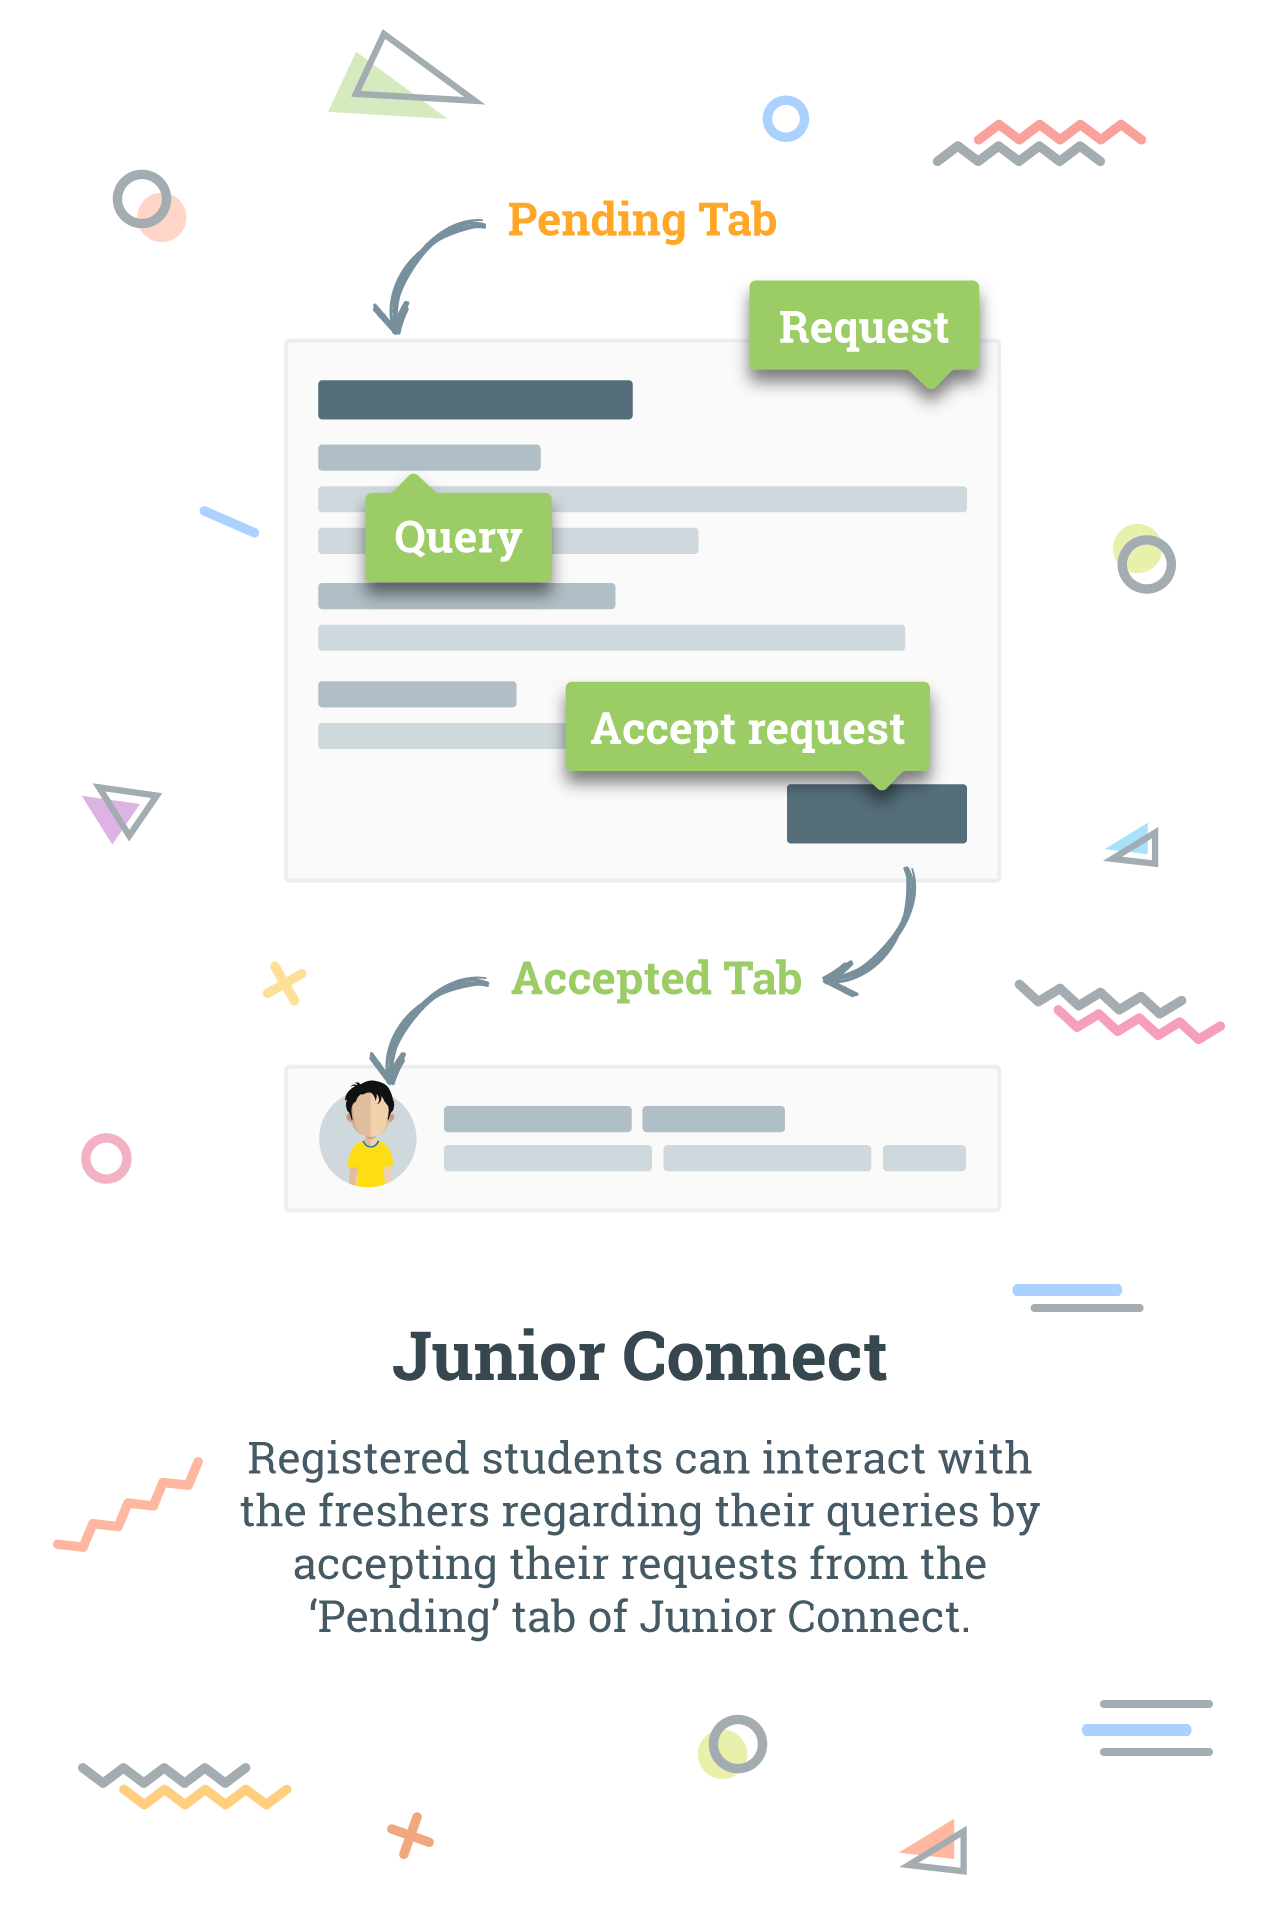 Pending Tab
Request
Query
Accept request
Accepted Tab
Junior Connect
Registered students can interact with
the freshers regarding their queries by
accepting their requests from the
‘Pending’ tab of Junior Connect.